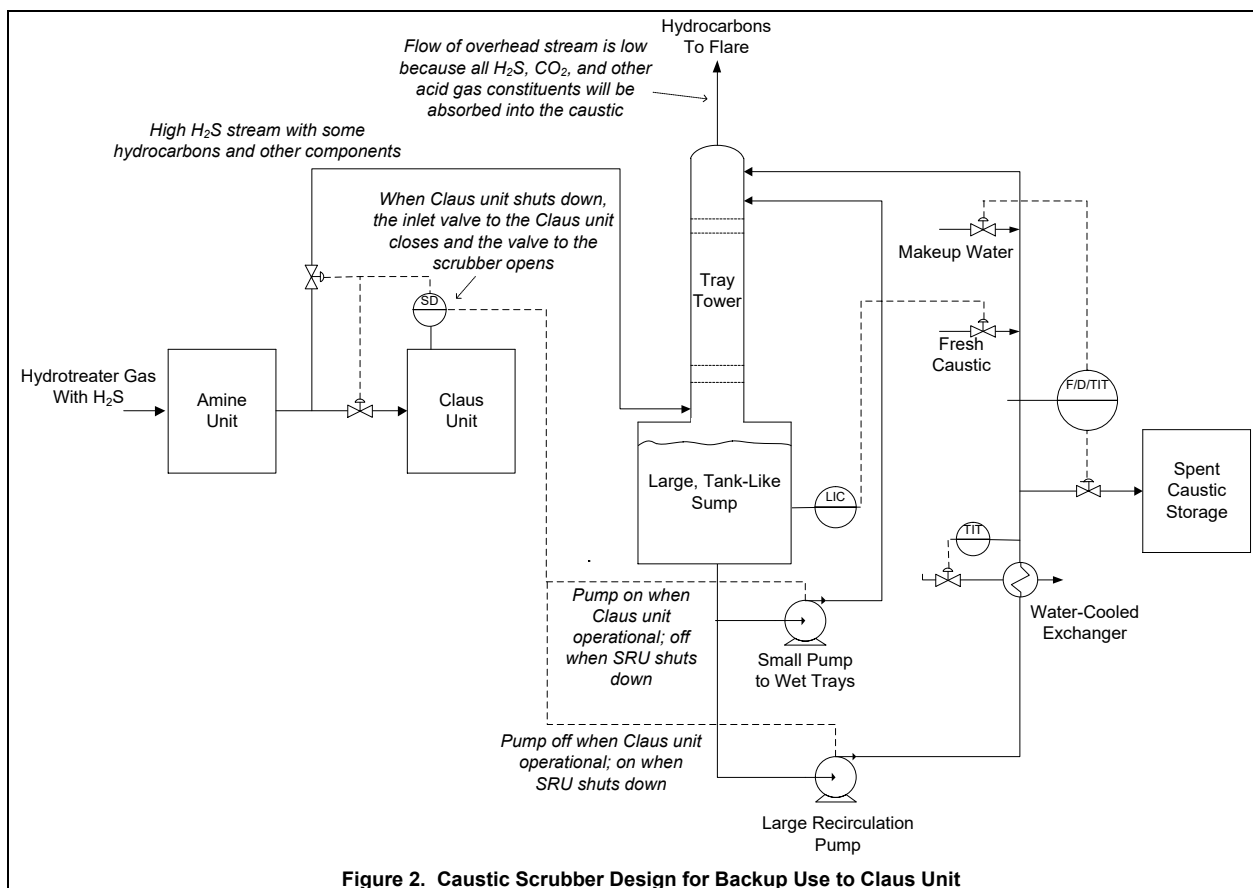 Hydrocarbons
To Flare
Flow of overhead stream is low
because all H₂S, CO₂, and other
acid gas constituents will be
absorbed into the caustic
High H₂S stream with some
hydrocarbons and other components
When Claus unit shuts down,
the inlet valve to the Claus unit
closes and the valve to the
scrubber opens
SD
Hydrotreater Gas
With H₂S
Amine
Unit
Claus
Unit
Tray
Tower
Large, Tank-Like
Sump
LIC
Makeup Water
Fresh
Caustic
F/D/TIT
Spent
Caustic
Storage
TIT
Water-Cooled
Exchanger
Pump on when
Claus unit
operational; off
when SRU shuts
down
Small Pump
to Wet Trays
Pump off when Claus unit
operational; on when
SRU shuts down
Large Recirculation
Pump
Figure 2. Caustic Scrubber Design for Backup Use to Claus Unit